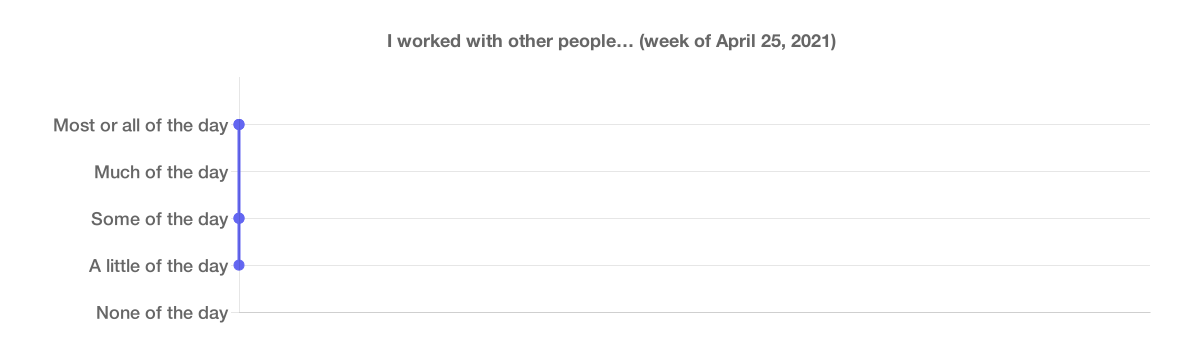 I worked with other people… (week of April 25, 2021)
Most or all of the day
Much of the day
Some of the day
A little of the day
None of the day